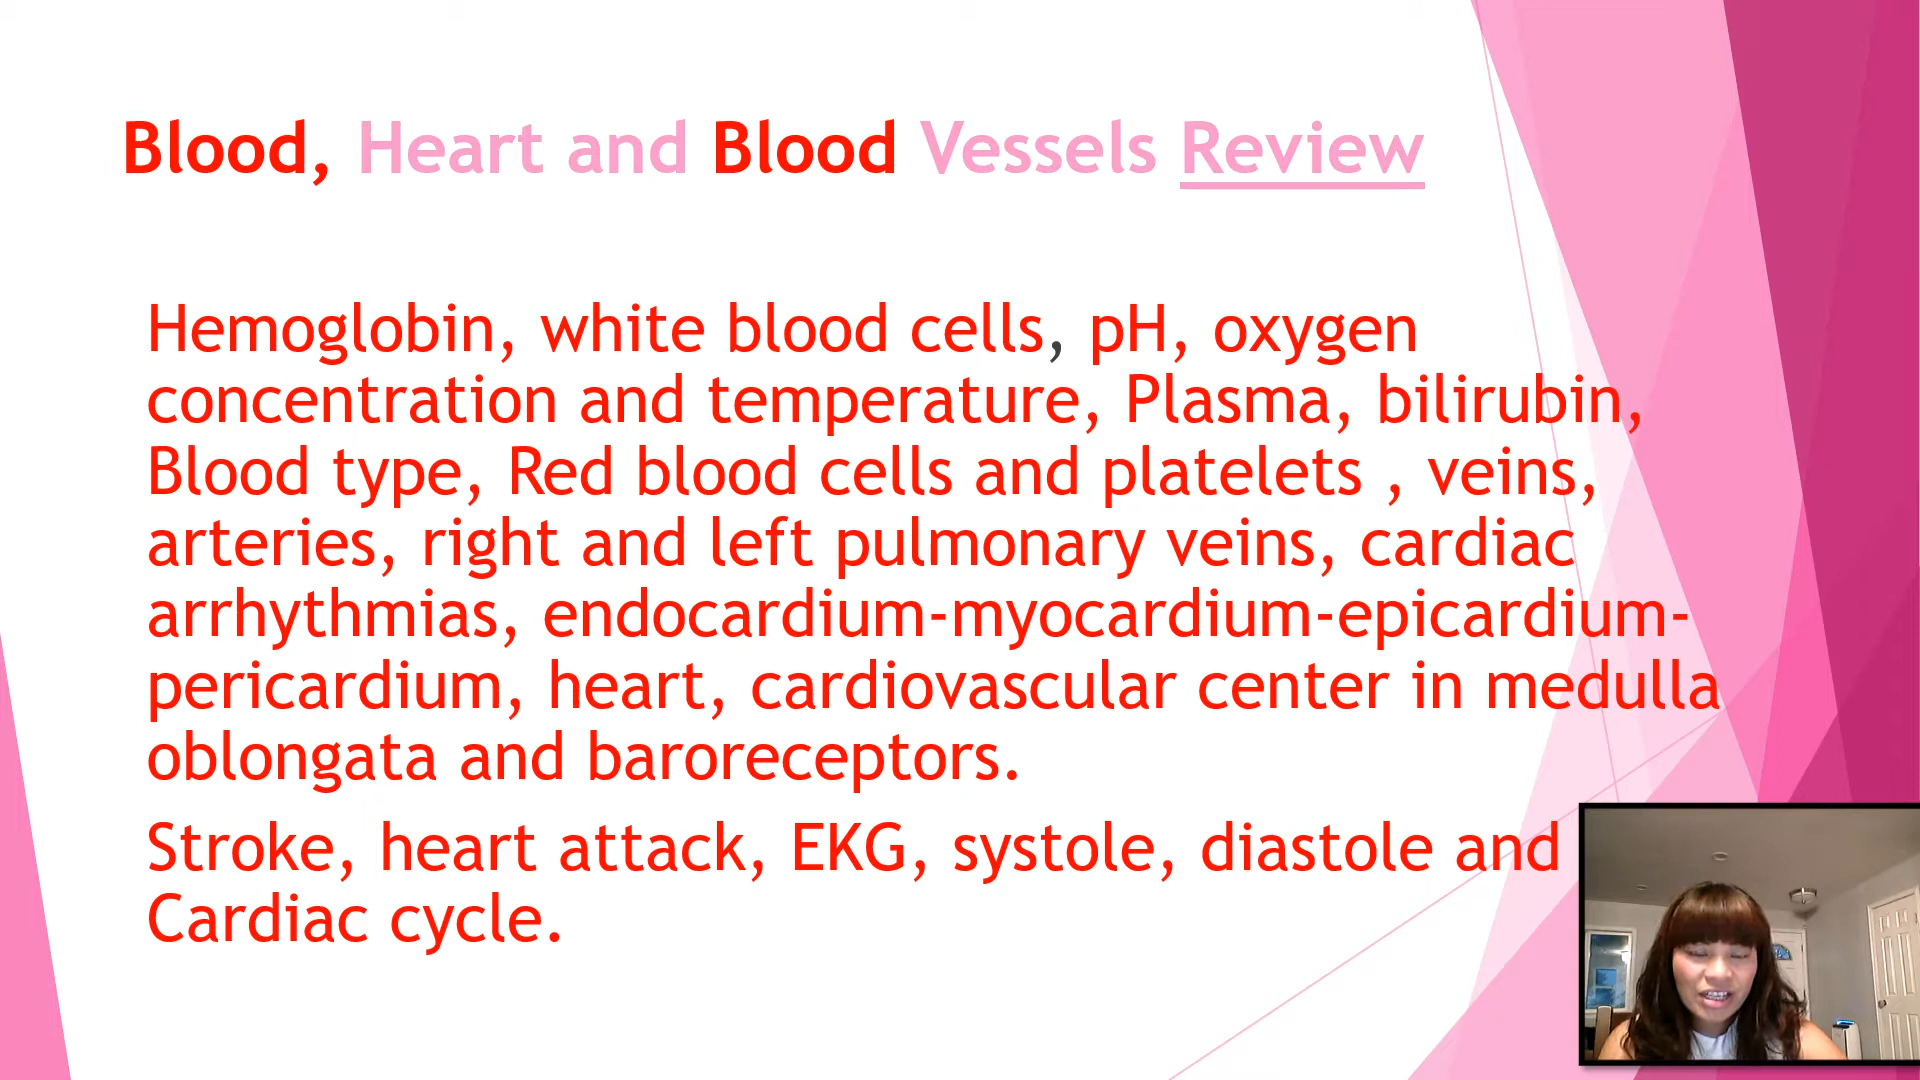 Blood, Heart and Blood Vessels Review
Hemoglobin, white blood cells, pH, oxygen
concentration and temperature, Plasma, bilirubin,
Blood type, Red blood cells and platelets , veins,
arteries, right and left pulmonary veins, cardiac
arrhythmias, endocardium-myocardium-epicardium-
pericardium, heart, cardiovascular center in medulla
oblongata and baroreceptors.
Stroke, heart attack, EKG, systole, diastole and
Cardiac cycle.